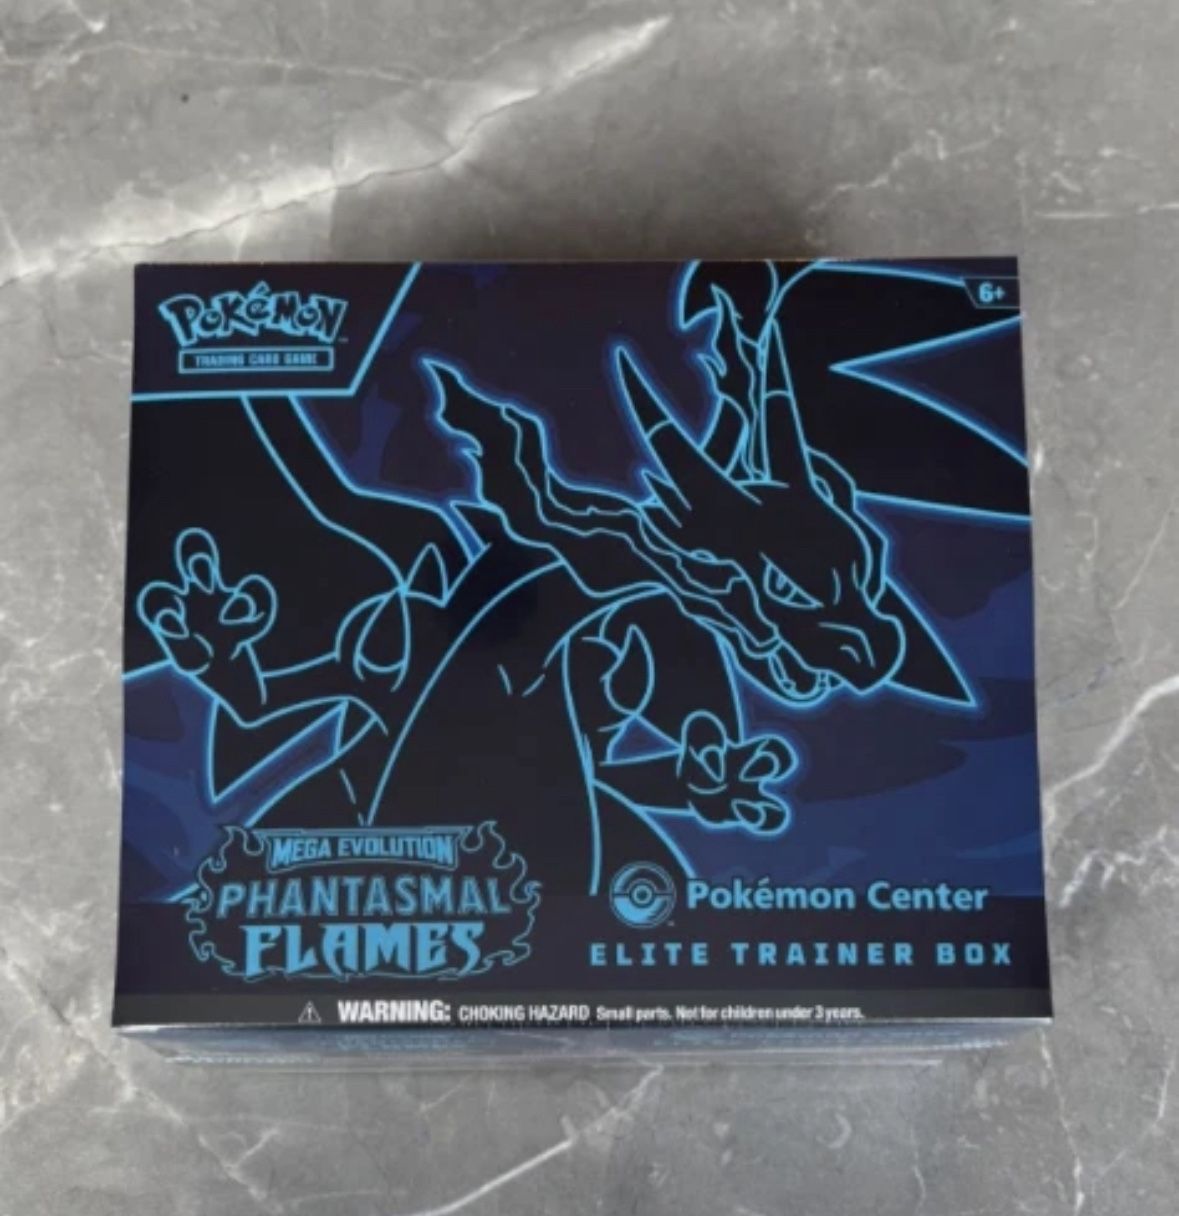 POKéMON
TRADING CARD GAME
6+
MEGA EVOLUTION
PHANTASMAL
FLAMES
Pokémon Center
ELITE TRAINER BOX
WARNING: CHOKING HAZARD Small parts. Not for children under 3 years.